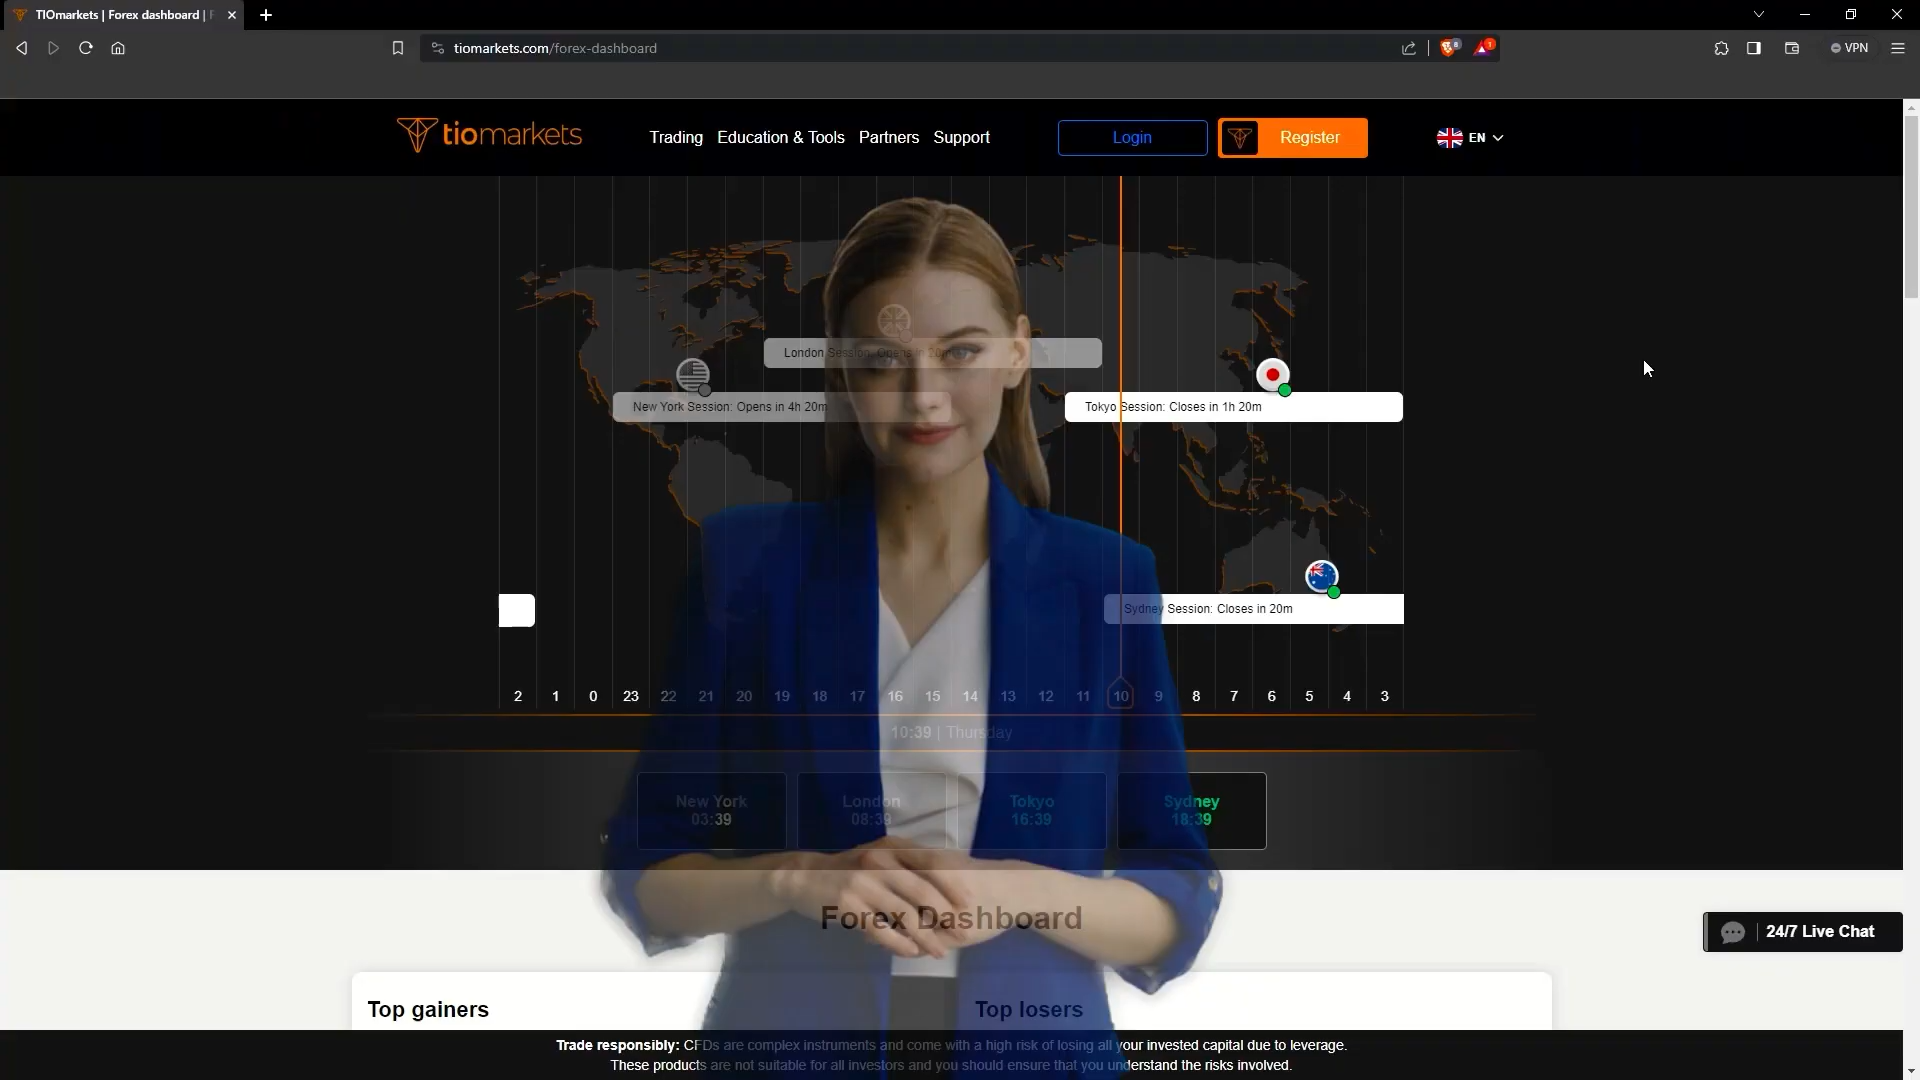 TIOmarkets | Forex dashboard | F
tiomarkets.com/forex-dashboard
8
1
VPN
tiomarkets
Trading
Education & Tools
Partners
Support
Login
Register
EN
London Session: Opens in 20m
New York Session: Opens in 4h 20m
Tokyo Session: Closes in 1h 20m
Sydney Session: Closes in 20m
2 1 0 23 22 21 20 19 18 17 16 15 14 13 12 11 10 9 8 7 6 5 4 3
10:39 | Thursday
New York
03:39
London
08:39
Tokyo
16:39
Sydney
18:39
Forex Dashboard
24/7 Live Chat
Top gainers
Top losers
Trade responsibly: CFDs are complex instruments and come with a high risk of losing all your invested capital due to leverage.
These products are not suitable for all investors and you should ensure that you understand the risks involved.